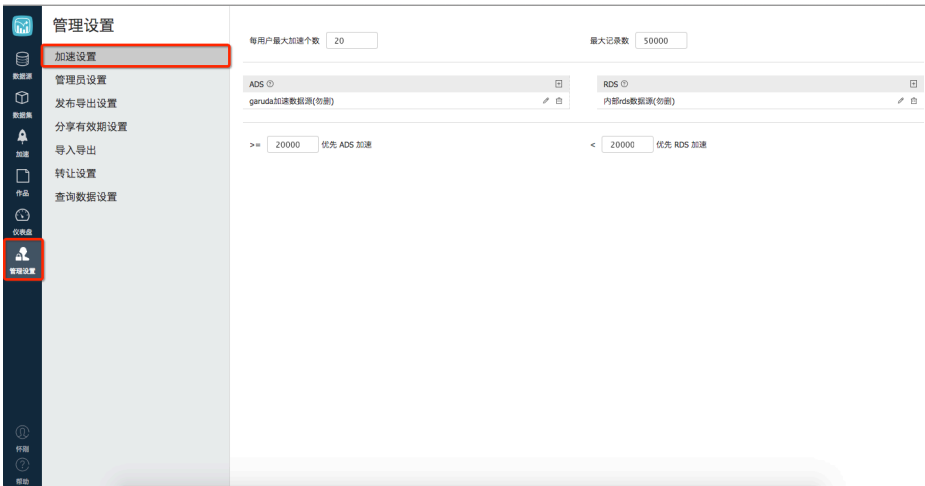 管理设置
加速设置
管理员设置
发布导出设置
分享有效期设置
导入导出
转让设置
查询数据设置
数据源
数据集
加速
作品
仪表盘
管理设置
怀刚
帮助
每用户最大加速个数 20 最大记录数 50000
ADS RDS
garuda加速数据源(勿删) 内部rds数据源(勿删)
>= 20000 优先 ADS 加速 < 20000 优先 RDS 加速